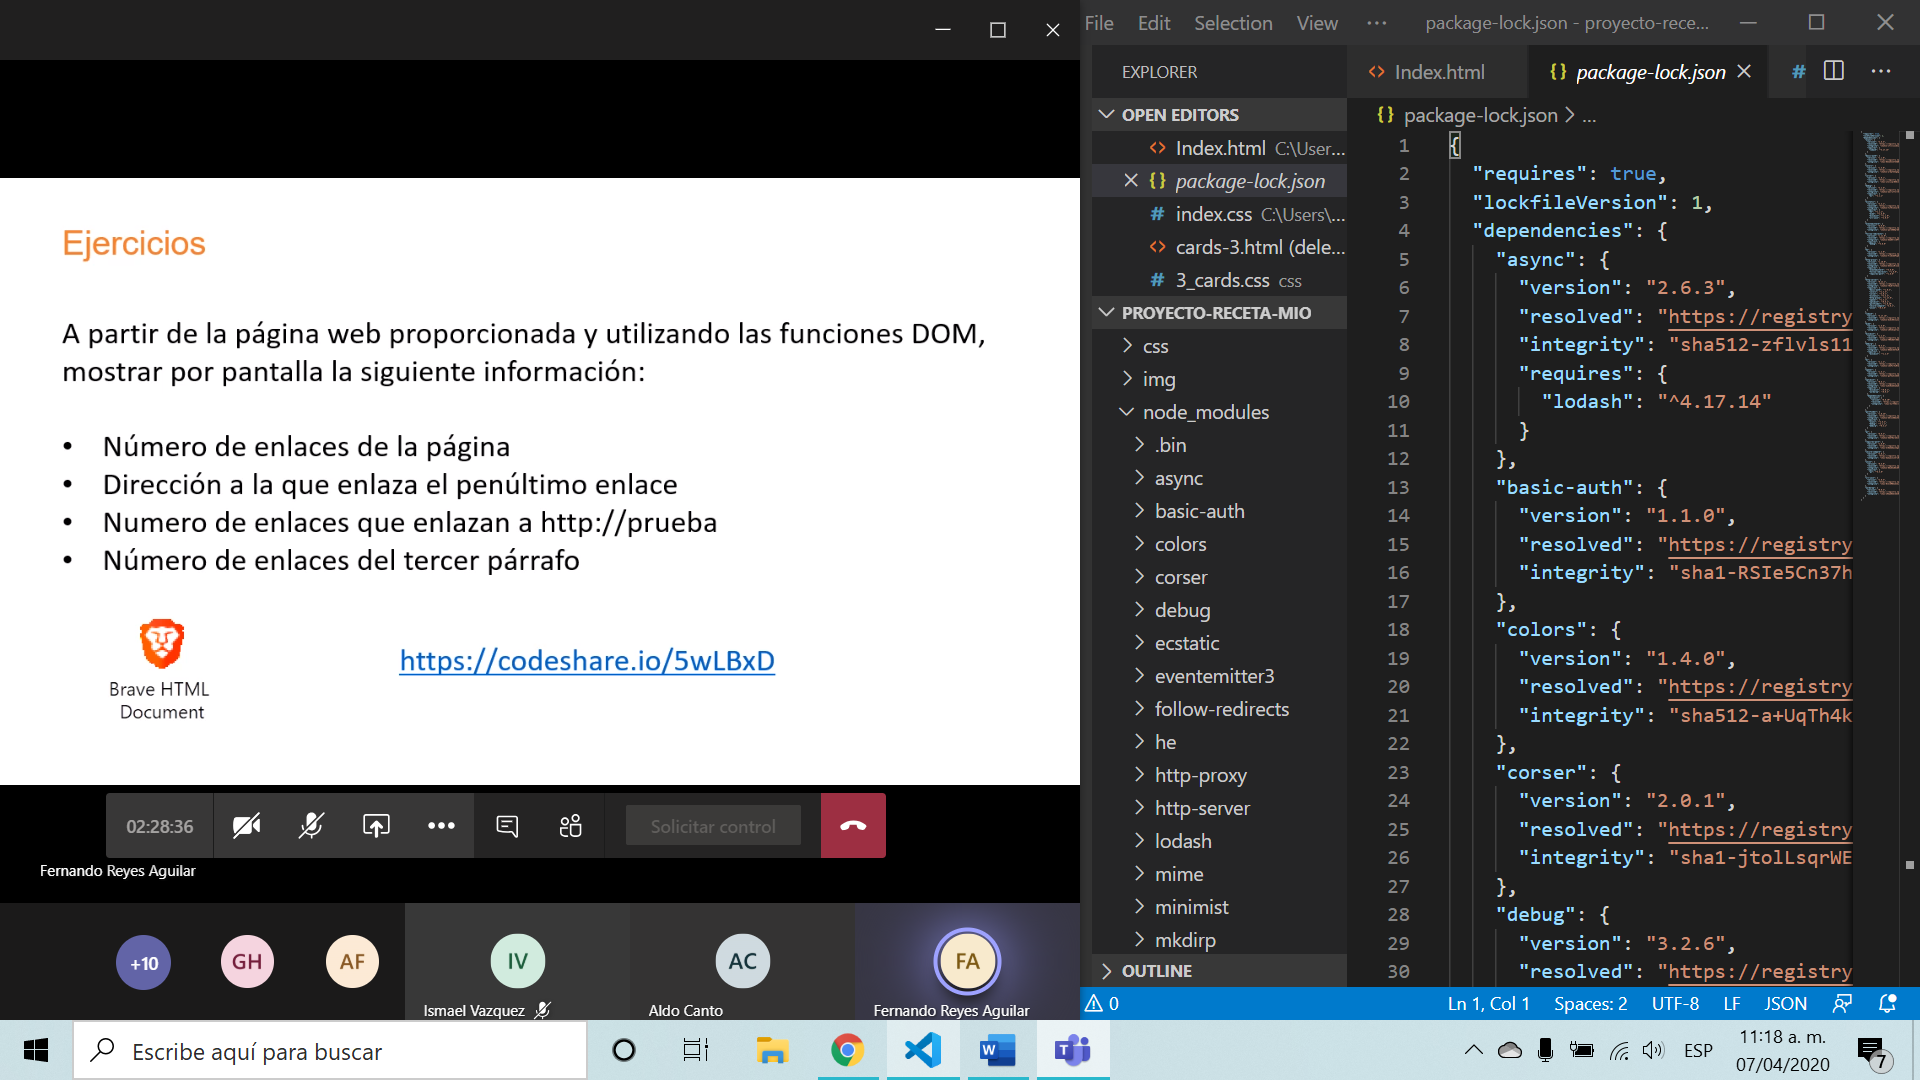 Ejercicios
A partir de la página web proporcionada y utilizando las funciones DOM,
mostrar por pantalla la siguiente información:
• Número de enlaces de la página
• Dirección a la que enlaza el penúltimo enlace
• Numero de enlaces que enlazan a http://prueba
• Número de enlaces del tercer párrafo
Brave HTML
Document
https://codeshare.io/5wLBxD
02:28:36
Solicitar control
Fernando Reyes Aguilar
+10
GH
AF
IV
AC
FA
Ismael Vazquez
Aldo Canto
Fernando Reyes Aguilar
File Edit Selection View ··· package-lock.json - proyecto-rece...
EXPLORER
OPEN EDITORS
Index.html C:\User...
package-lock.json
index.css C:\Users\...
cards-3.html (dele...
3_cards.css css
PROYECTO-RECETA-MIO
css
img
node_modules
.bin
async
basic-auth
colors
corser
debug
ecstatic
eventemitter3
follow-redirects
he
http-proxy
http-server
lodash
mime
minimist
mkdirp
OUTLINE
Index.html {} package-lock.json #
{} package-lock.json > ...
1 {
2 "requires": true,
3 "lockfileVersion": 1,
4 "dependencies": {
5 "async": {
6 "version": "2.6.3",
7 "resolved": "https://registry
8 "integrity": "sha512-zflvls11
9 "requires": {
10 "lodash": "^4.17.14"
11 }
12 },
13 "basic-auth": {
14 "version": "1.1.0",
15 "resolved": "https://registry
16 "integrity": "sha1-RSIe5Cn37h
17 },
18 "colors": {
19 "version": "1.4.0",
20 "resolved": "https://registry
21 "integrity": "sha512-a+UqTh4k
22 },
23 "corser": {
24 "version": "2.0.1",
25 "resolved": "https://registry
26 "integrity": "sha1-jtolLsqrWE
27 },
28 "debug": {
29 "version": "3.2.6",
30 "resolved": "https://registry
0
Ln 1, Col 1 Spaces: 2 UTF-8 LF JSON
Escribe aquí para buscar
ESP
11:18 a. m.
07/04/2020
7